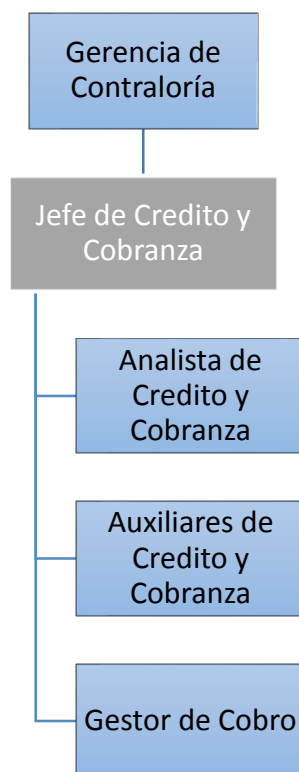 Gerencia de
Contraloría
Jefe de Credito y
Cobranza
Analista de
Credito y
Cobranza
Auxiliares de
Credito y
Cobranza
Gestor de Cobro